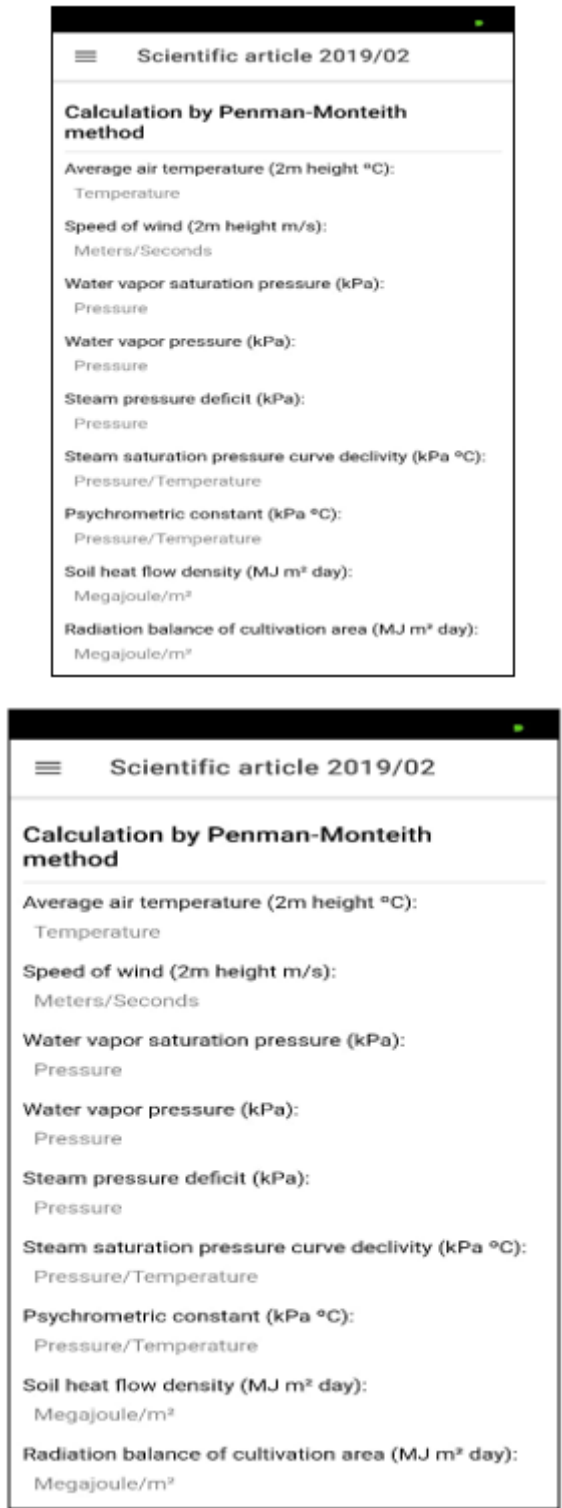 Scientific article 2019/02
Calculation by Penman-Monteith
method
Average air temperature (2m height ºC):
Temperature
Speed of wind (2m height m/s):
Meters/Seconds
Water vapor saturation pressure (kPa):
Pressure
Water vapor pressure (kPa):
Pressure
Steam pressure deficit (kPa):
Pressure
Steam saturation pressure curve declivity (kPa ºC):
Pressure/Temperature
Psychrometric constant (kPa ºC):
Pressure/Temperature
Soil heat flow density (MJ m² day):
Megajoule/m²
Radiation balance of cultivation area (MJ m² day):
Megajoule/m²
Scientific article 2019/02
Calculation by Penman-Monteith
method
Average air temperature (2m height ºC):
Temperature
Speed of wind (2m height m/s):
Meters/Seconds
Water vapor saturation pressure (kPa):
Pressure
Water vapor pressure (kPa):
Pressure
Steam pressure deficit (kPa):
Pressure
Steam saturation pressure curve declivity (kPa ºC):
Pressure/Temperature
Psychrometric constant (kPa ºC):
Pressure/Temperature
Soil heat flow density (MJ m² day):
Megajoule/m²
Radiation balance of cultivation area (MJ m² day):
Megajoule/m²